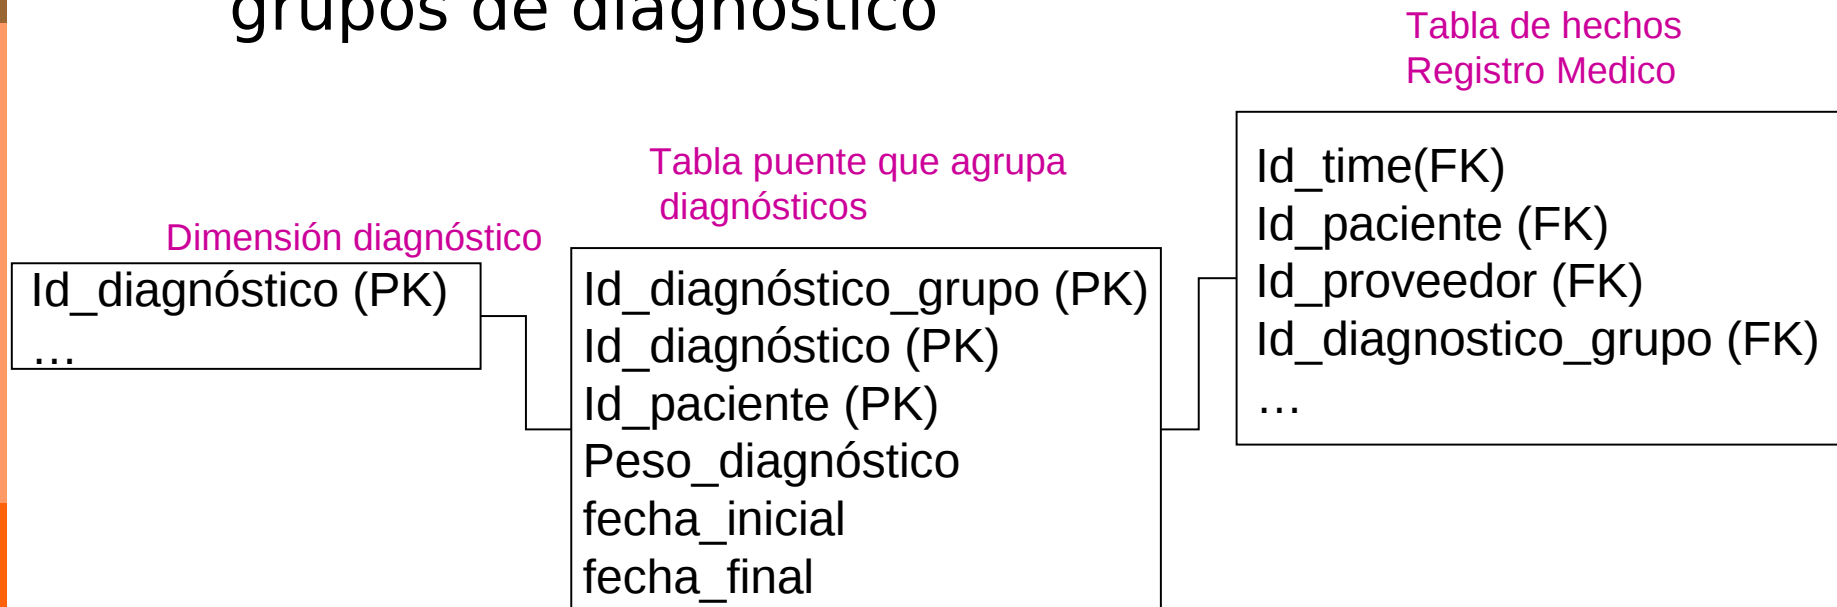 grupos de diagnóstico
Tabla de hechos
Registro Medico
Tabla puente que agrupa
diagnósticos
Dimensión diagnóstico
Id_diagnóstico (PK)
…
Id_diagnóstico_grupo (PK)
Id_diagnóstico (PK)
Id_paciente (PK)
Peso_diagnóstico
fecha_inicial
fecha_final
Id_time(FK)
Id_paciente (FK)
Id_proveedor (FK)
Id_diagnostico_grupo (FK)
…